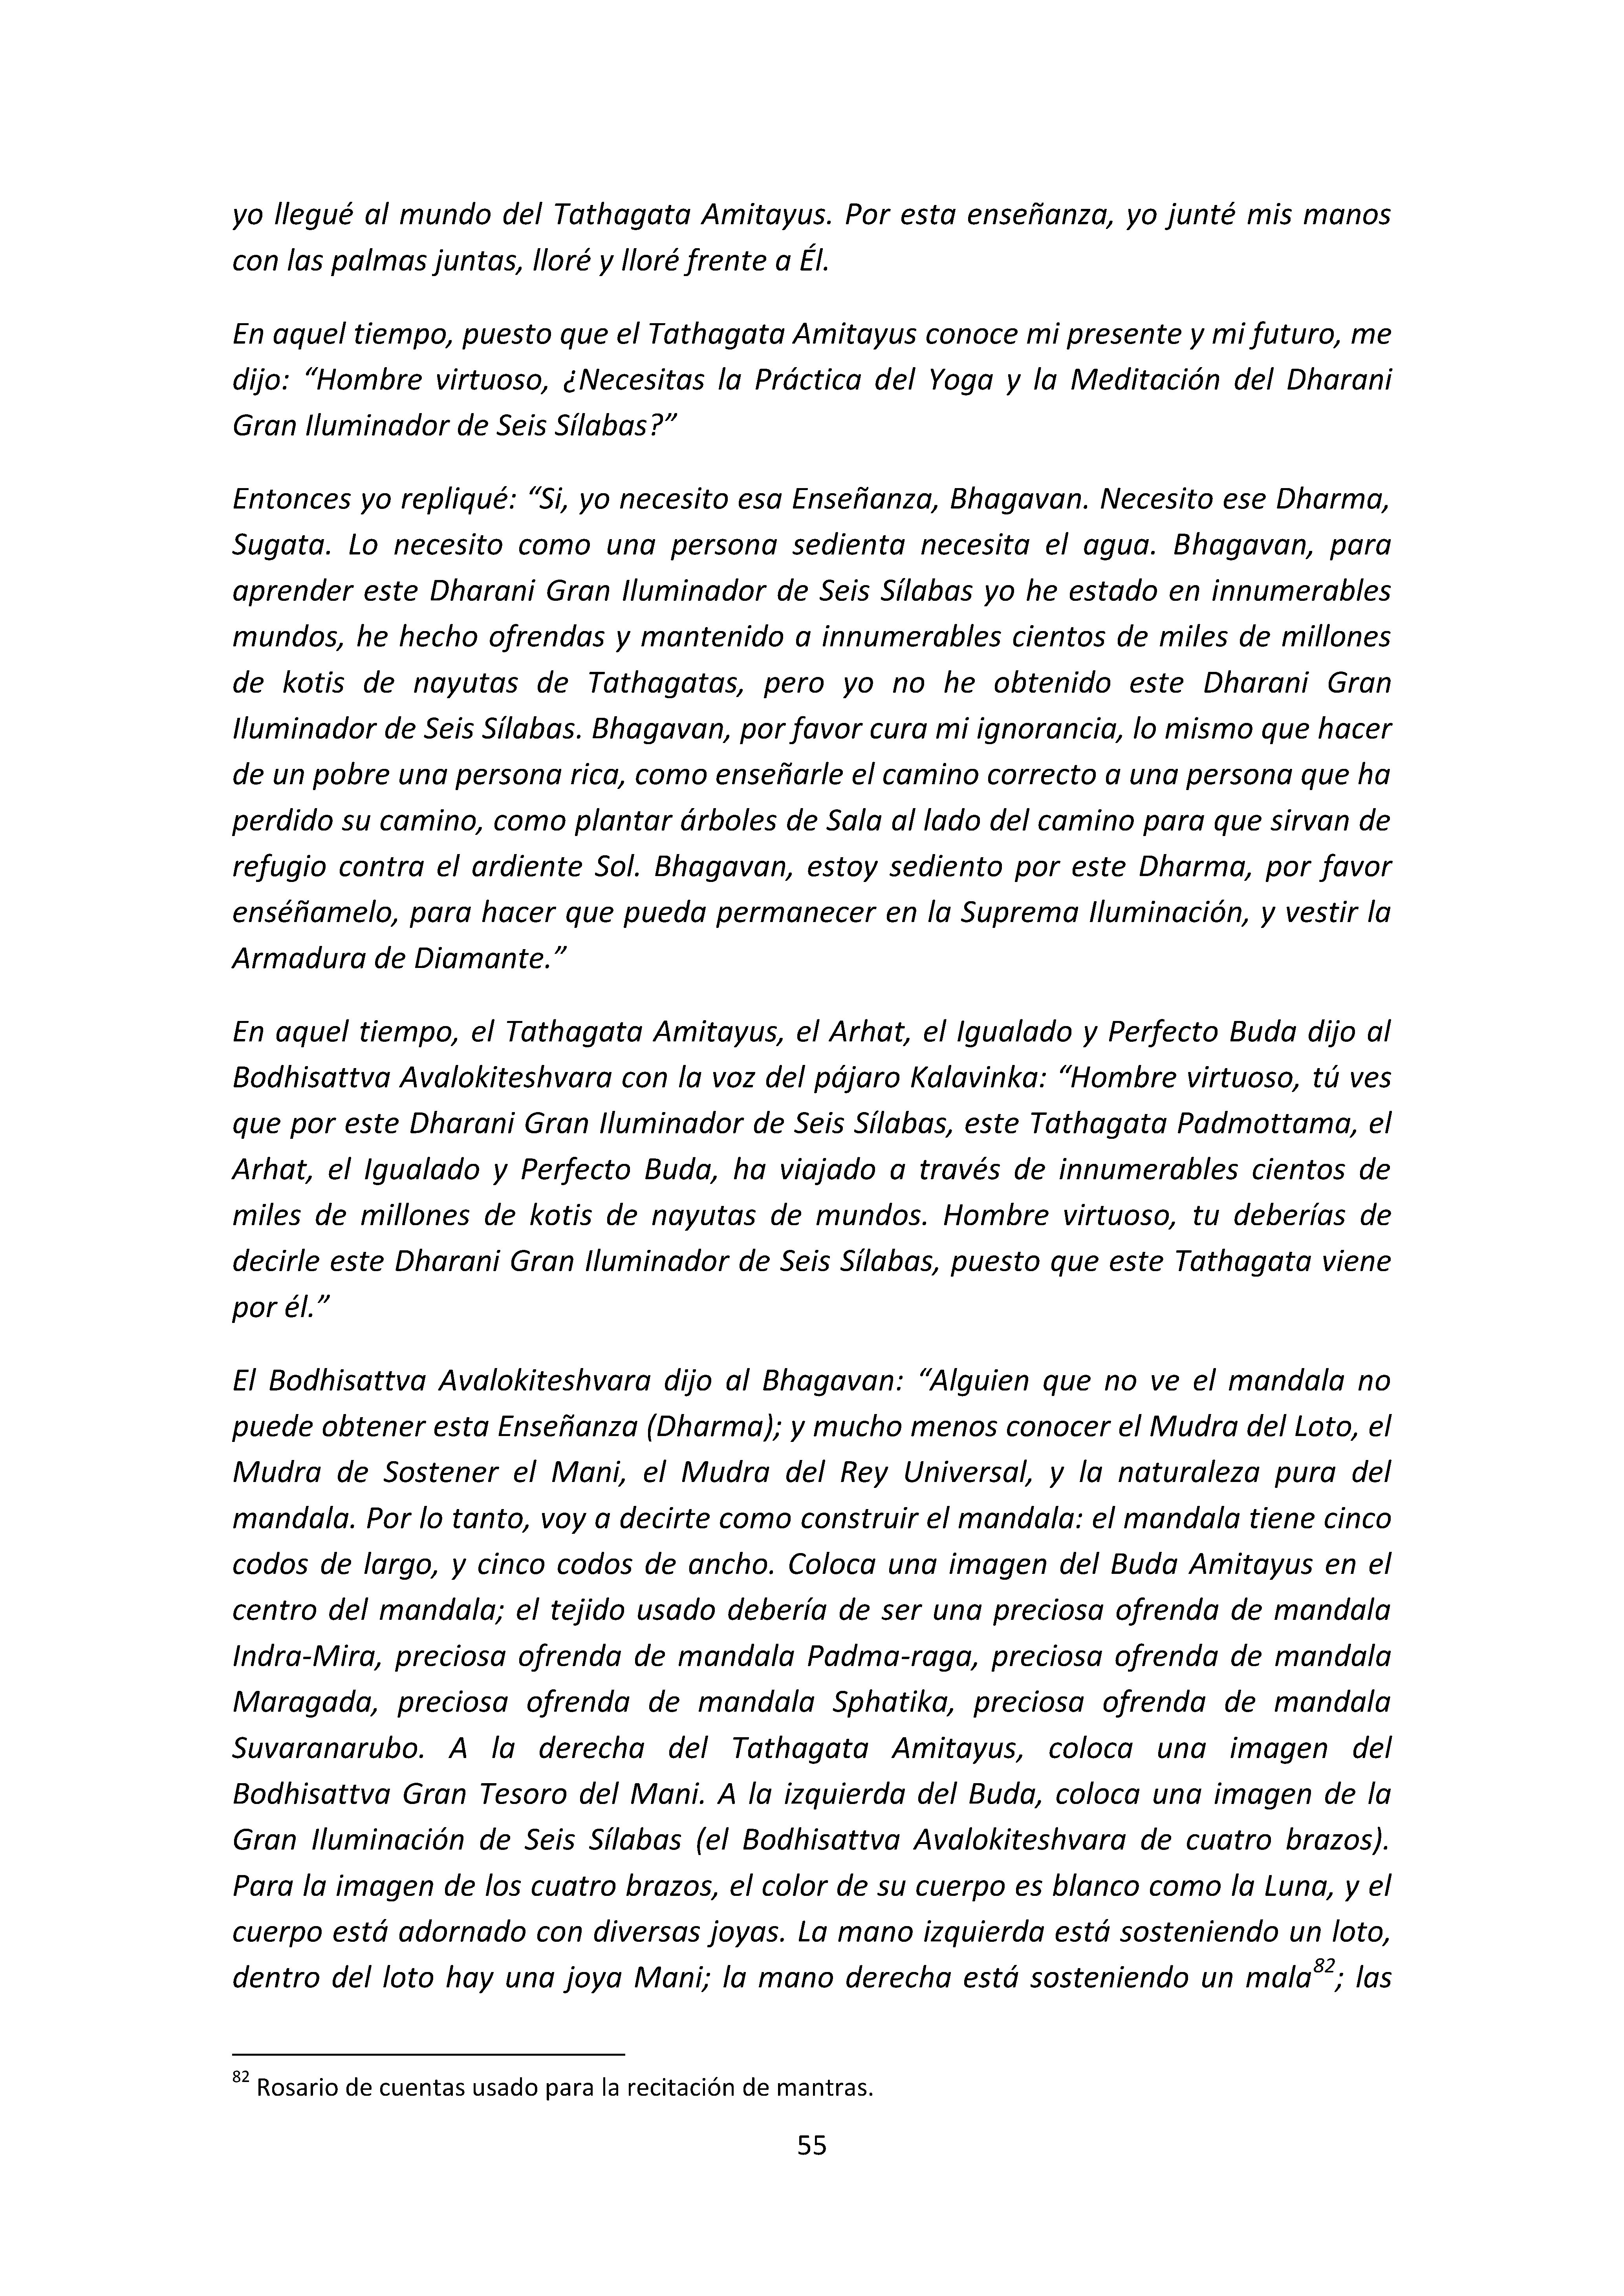 yo llegué al mundo del Tathagata Amitayus. Por esta enseñanza, yo junté mis manos
con las palmas juntas, lloré y lloré frente a Él.
En aquel tiempo, puesto que el Tathagata Amitayus conoce mi presente y mi futuro, me
dijo: “Hombre virtuoso, ¿Necesitas la Práctica del Yoga y la Meditación del Dharani
Gran Iluminador de Seis Sílabas?”
Entonces yo repliqué: “Si, yo necesito esa Enseñanza, Bhagavan. Necesito ese Dharma,
Sugata. Lo necesito como una persona sedienta necesita el agua. Bhagavan, para
aprender este Dharani Gran Iluminador de Seis Sílabas yo he estado en innumerables
mundos, he hecho ofrendas y mantenido a innumerables cientos de miles de millones
de kotis de nayutas de Tathagatas, pero yo no he obtenido este Dharani Gran
Iluminador de Seis Sílabas. Bhagavan, por favor cura mi ignorancia, lo mismo que hacer
de un pobre una persona rica, como enseñarle el camino correcto a una persona que ha
perdido su camino, como plantar árboles de Sala al lado del camino para que sirvan de
refugio contra el ardiente Sol. Bhagavan, estoy sediento por este Dharma, por favor
enséñamelo, para hacer que pueda permanecer en la Suprema Iluminación, y vestir la
Armadura de Diamante.”
En aquel tiempo, el Tathagata Amitayus, el Arhat, el Igualado y Perfecto Buda dijo al
Bodhisattva Avalokiteshvara con la voz del pájaro Kalavinka: “Hombre virtuoso, tú ves
que por este Dharani Gran Iluminador de Seis Sílabas, este Tathagata Padmottama, el
Arhat, el Igualado y Perfecto Buda, ha viajado a través de innumerables cientos de
miles de millones de kotis de nayutas de mundos. Hombre virtuoso, tu deberías de
decirle este Dharani Gran Iluminador de Seis Sílabas, puesto que este Tathagata viene
por él.”
El Bodhisattva Avalokiteshvara dijo al Bhagavan: “Alguien que no ve el mandala no
puede obtener esta Enseñanza (Dharma); y mucho menos conocer el Mudra del Loto, el
Mudra de Sostener el Mani, el Mudra del Rey Universal, y la naturaleza pura del
mandala. Por lo tanto, voy a decirte como construir el mandala: el mandala tiene cinco
codos de largo, y cinco codos de ancho. Coloca una imagen del Buda Amitayus en el
centro del mandala; el tejido usado debería de ser una preciosa ofrenda de mandala
Indra-Mira, preciosa ofrenda de mandala Padma-raga, preciosa ofrenda de mandala
Maragada, preciosa ofrenda de mandala Sphatika, preciosa ofrenda de mandala
Suvaranarubo. A la derecha del Tathagata Amitayus, coloca una imagen del
Bodhisattva Gran Tesoro del Mani. A la izquierda del Buda, coloca una imagen de la
Gran Iluminación de Seis Sílabas (el Bodhisattva Avalokiteshvara de cuatro brazos).
Para la imagen de los cuatro brazos, el color de su cuerpo es blanco como la Luna, y el
cuerpo está adornado con diversas joyas. La mano izquierda está sosteniendo un loto,
dentro del loto hay una joya Mani; la mano derecha está sosteniendo un mala82; las
82 Rosario de cuentas usado para la recitación de mantras.
55